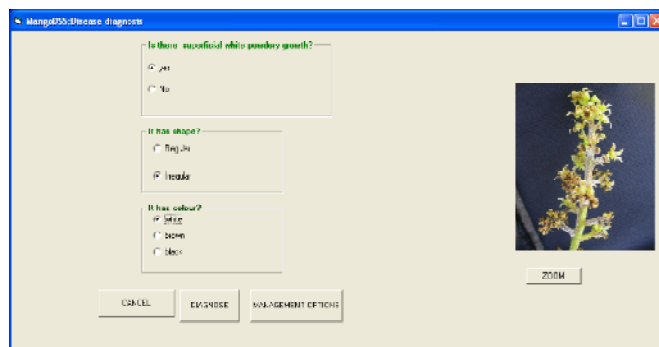 MangoDSS:Disease diagnosis
Is there superficial white powdery growth?
yes
No
It has shape?
Regular
Irregular
It has colour?
white
brown
black
ZOOM
CANCEL
DIAGNOSE
MANAGEMENT OPTIONS